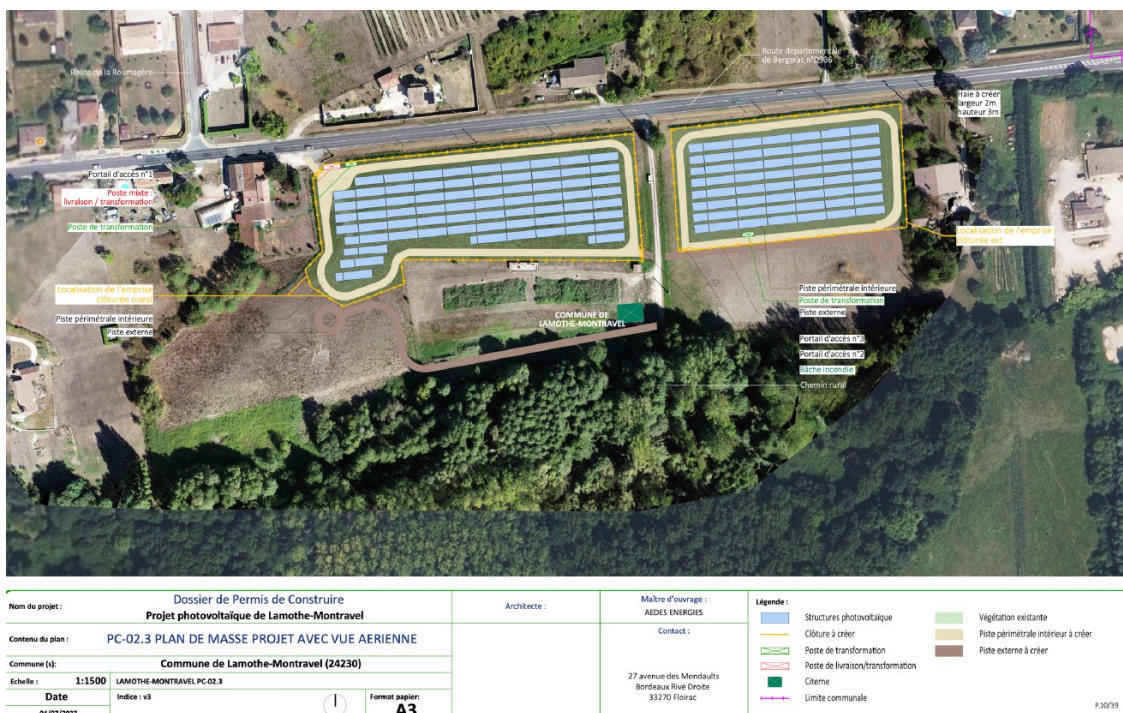 Route de la Roumagère
Route départementale
de Bergerac n°D936
Haie à créer
largeur 2m
hauteur 3m
Portail d'accès n°1
Poste mixte :
livraison / transformation
Poste de transformation
Localisation de l'emprise
clôturée est
Localisation de l'emprise
clôturée ouest
Piste périmétrale intérieure
Piste externe
COMMUNE DE
LAMOTHE-MONTRAVEL
Piste périmétrale intérieure
Poste de transformation
Piste externe
Portail d'accès n°3
Portail d'accès n°2
Bâche incendie
Chemin rural
Nom du projet :
Dossier de Permis de Construire
Projet photovoltaïque de Lamothe-Montravel
Contenu du plan :
PC-02.3 PLAN DE MASSE PROJET AVEC VUE AERIENNE
Commune (s):
Commune de Lamothe-Montravel (24230)
Echelle :
1:1500
LAMOTHE-MONTRAVEL PC-02.3
Date
Indice : v3
Format papier:
A3
Architecte :
Maître d'ouvrage :
AEDES ENERGIES
Contact :
27 avenue des Mondaults
Bordeaux Rive Droite
33270 Floirac
Légende :
Structures photovoltaïque
Clôture à créer
Poste de transformation
Poste de livraison/transformation
Citerne
Limite communale
Végétation existante
Piste périmétrale intérieur à créer
Piste externe à créer
P.10/39